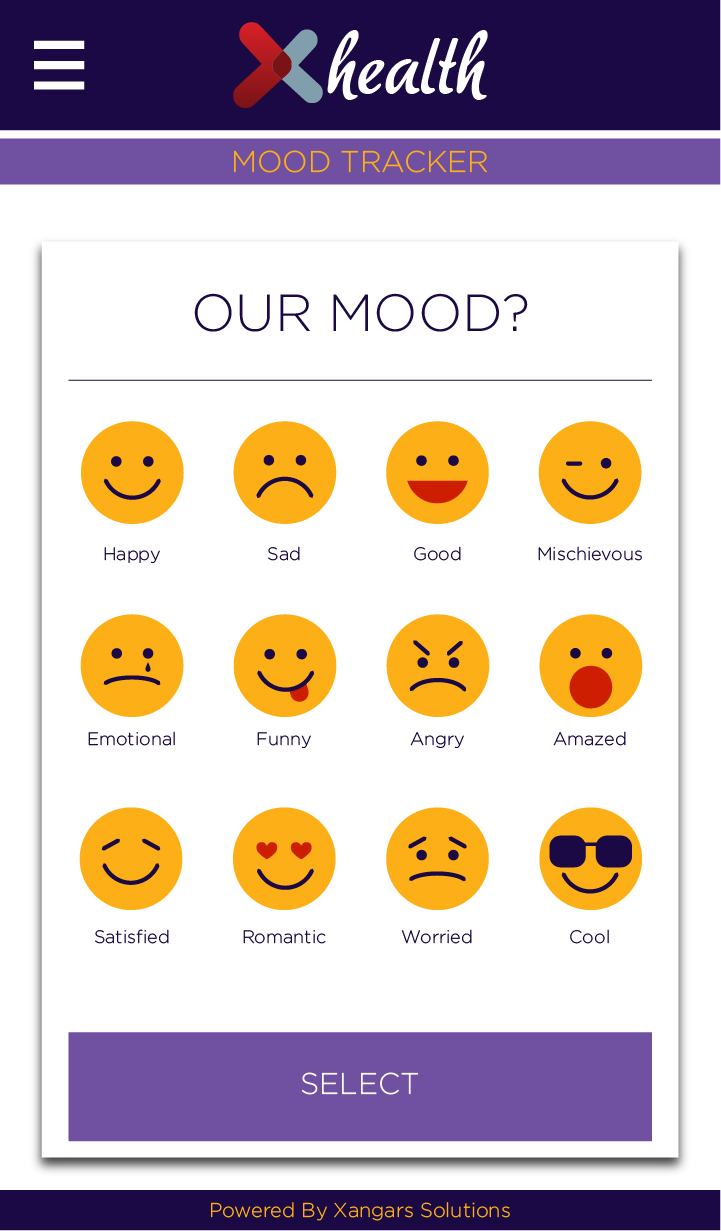 Xhealth
MOOD TRACKER
OUR MOOD?
Happy Sad Good Mischievous
Emotional Funny Angry Amazed
Satisfied Romantic Worried Cool
SELECT
Powered By Xangars Solutions